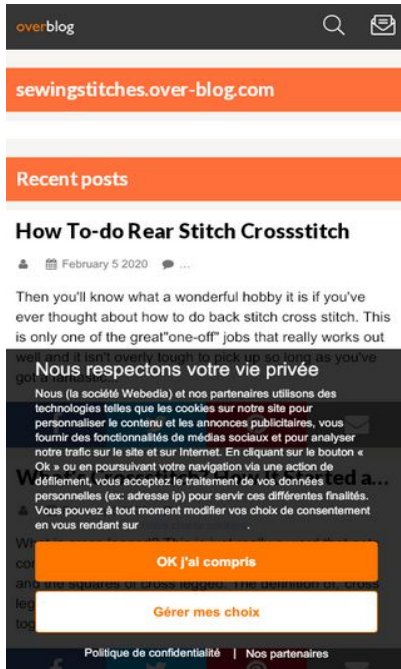 overblog
sewingstitches.over-blog.com
Recent posts
How To-do Rear Stitch Crossstitch
February 5 2020 ...
Then you'll know what a wonderful hobby it is if you've
ever thought about how to do back stitch cross stitch. This
is only one of the great"one-off" jobs that really works out
well and it isn't overly tough to pick up so long as you've
got a fantastic...
Nous respectons votre vie privée
Nous (la société Webedia) et nos partenaires utilisons des
technologies telles que les cookies sur notre site pour
personnaliser le contenu et les annonces publicitaires, vous
fournir des fonctionnalités de médias sociaux et pour analyser
notre trafic sur le site et sur Internet. En cliquant sur le bouton «
Ok » ou en poursuivant votre navigation via une action de
défilement, vous acceptez le traitement de vos données
personnelles (ex: adresse ip) pour servir ces différentes finalités.
Vous pouvez à tout moment modifier vos choix de consentement
en vous rendant sur .
OK j'ai compris
Gérer mes choix
Politique de confidentialité | Nos partenaires